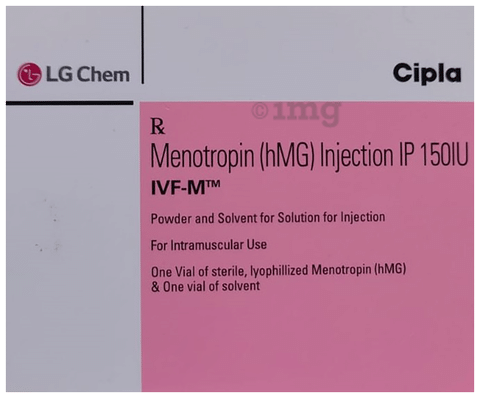 LG Chem
Cipla
©img
℞
Menotropin (hMG) Injection IP 150IU
IVF-M™
Powder and Solvent for Solution for Injection
For Intramuscular Use
One Vial of sterile, lyophillized Menotropin (hMG)
& One vial of solvent